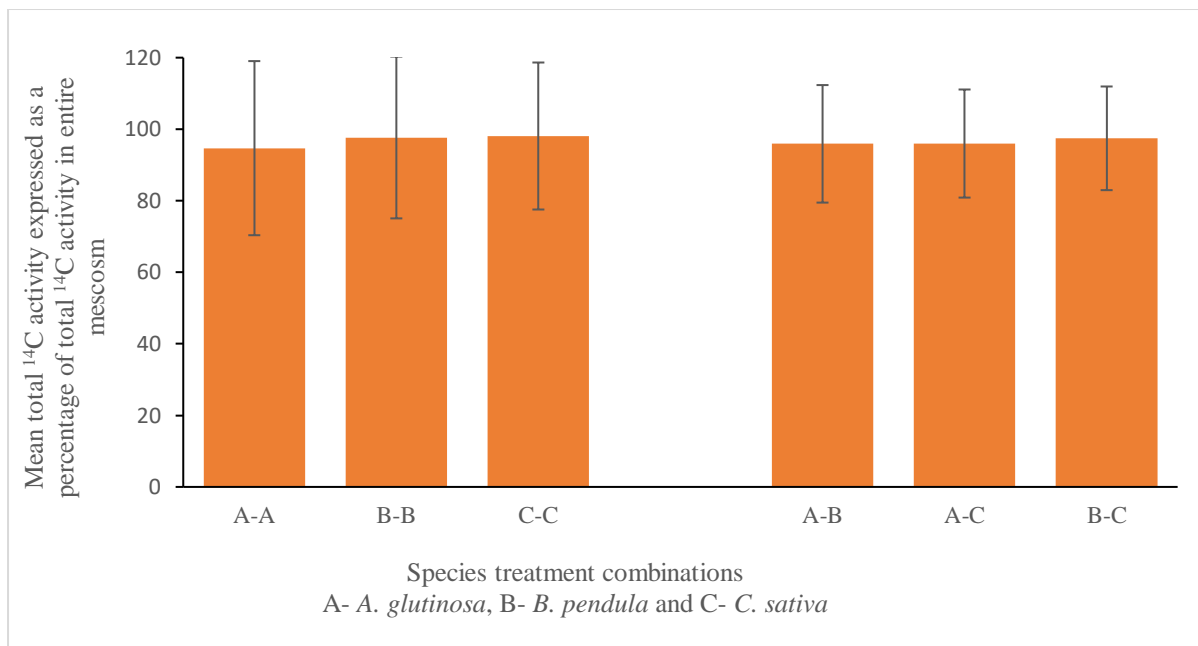 Mean total ¹⁴C activity expressed as a
percentage of total ¹⁴C activity in entire
mescosm
120
100
80
60
40
20
0
A-A B-B C-C A-B A-C B-C
Species treatment combinations
A- A. glutinosa, B- B. pendula and C- C. sativa